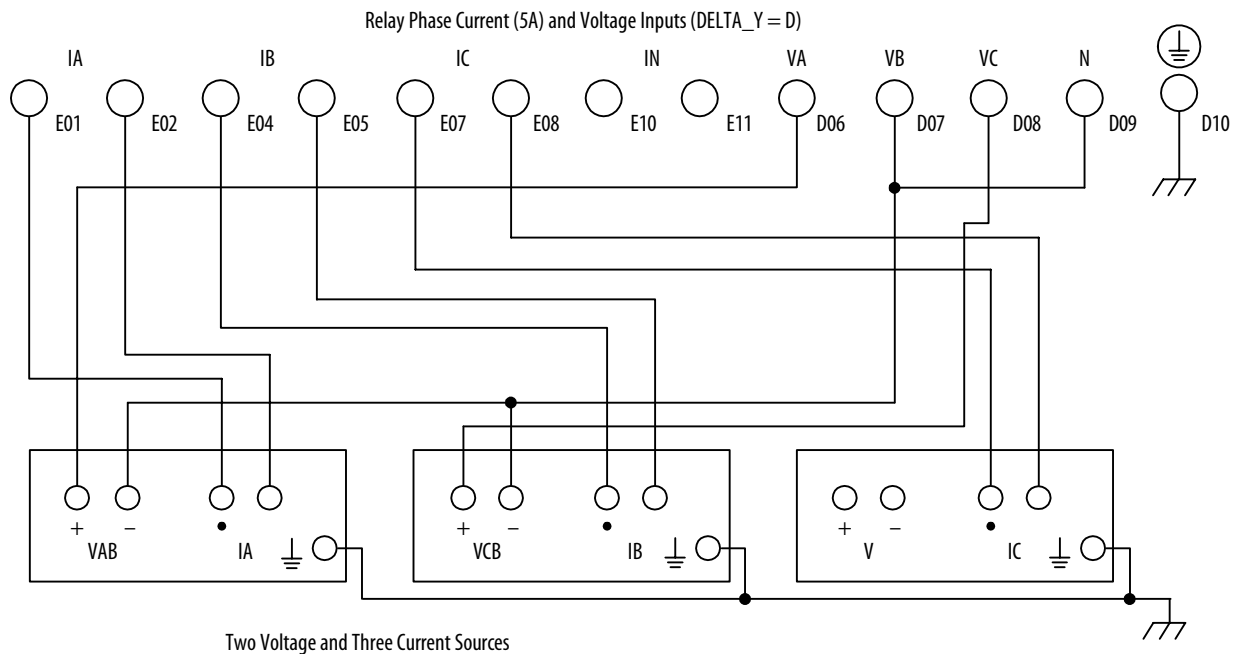 Relay Phase Current (5A) and Voltage Inputs (DELTA_Y = D)
IA IB IC IN VA VB VC N
E01 E02 E04 E05 E07 E08 E10 E11 D06 D07 D08 D09 D10
+ – + – + –
VAB IA VCB IB V IC
Two Voltage and Three Current Sources